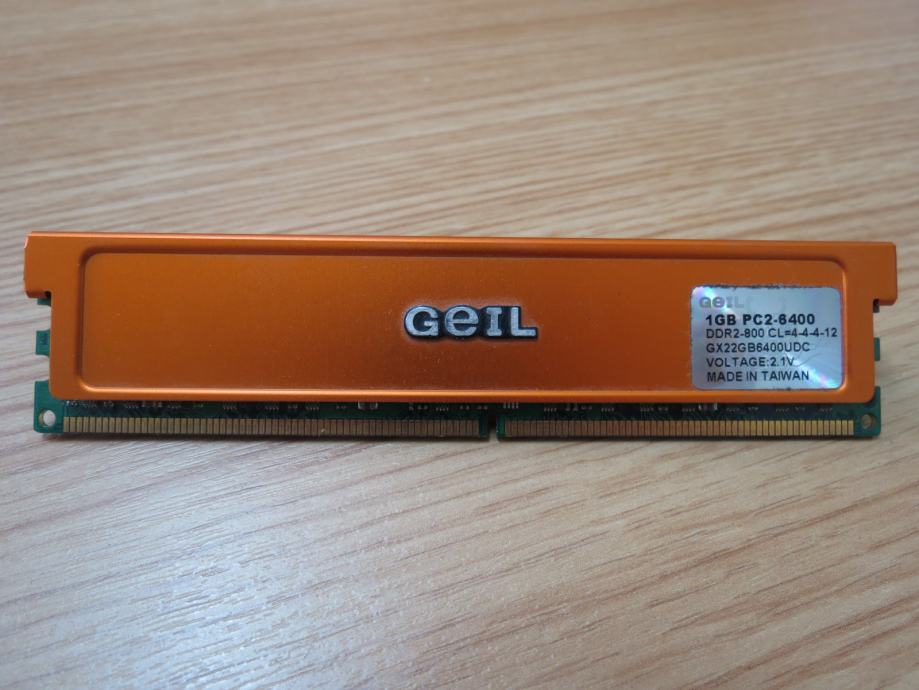 GeIL
GeIL
1GB PC2-6400
DDR2-800 CL=4-4-4-12
GX22GB6400UDC
VOLTAGE:2.1V
MADE IN TAIWAN